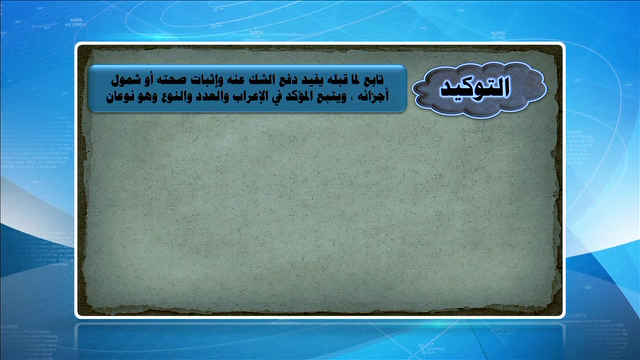 التوكيد
تابع لما قبله يفيد دفع الشك عنه وإثبات صحته أو شمول
أجزائه ، ويتبع المؤكد في الإعراب والعدد والنوع وهو نوعان